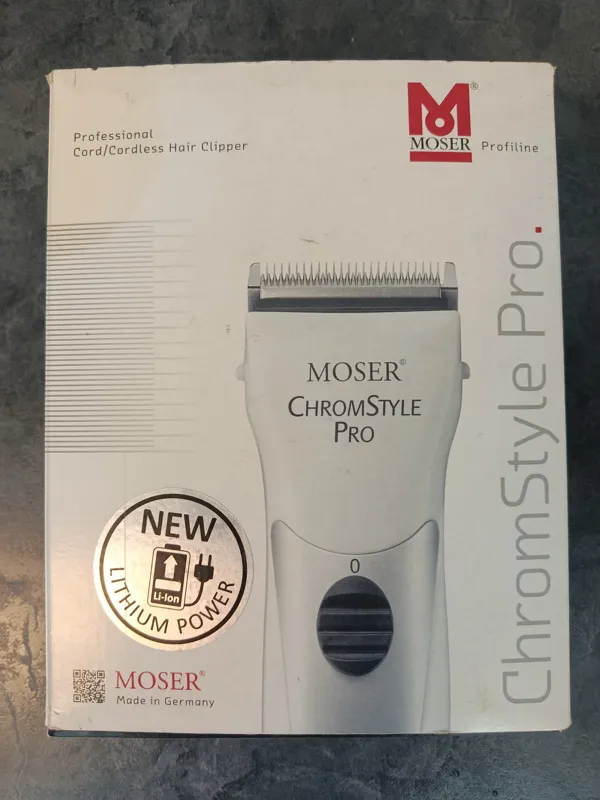 Professional
Cord/Cordless Hair Clipper
MOSER®
Profiline
ChromStyle Pro.
MOSER®
CHROMSTYLE
PRO
0
NEW
Li-Ion
LITHIUM POWER
MOSER®
Made in Germany